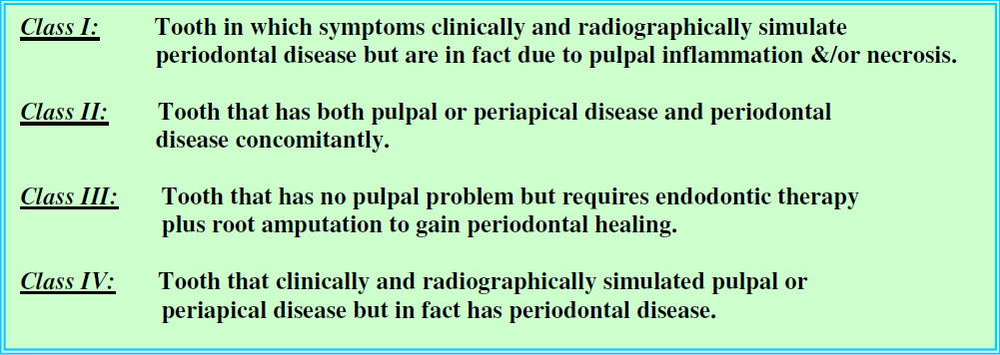 Class I: Tooth in which symptoms clinically and radiographically simulate
periodontal disease but are in fact due to pulpal inflammation &/or necrosis.
Class II: Tooth that has both pulpal or periapical disease and periodontal
disease concomitantly.
Class III: Tooth that has no pulpal problem but requires endodontic therapy
plus root amputation to gain periodontal healing.
Class IV: Tooth that clinically and radiographically simulated pulpal or
periapical disease but in fact has periodontal disease.